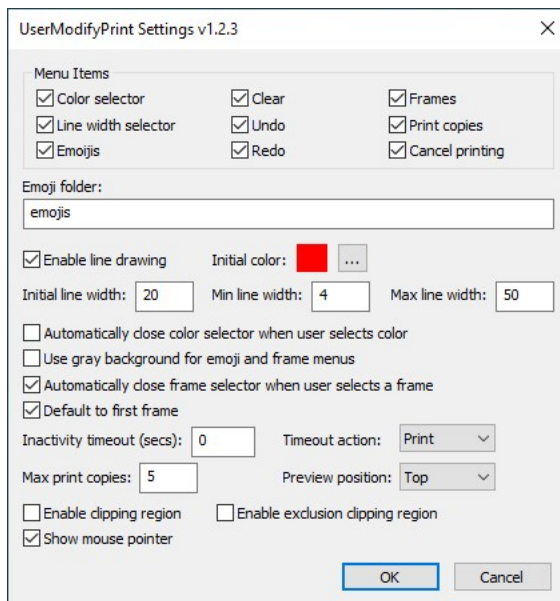 UserModifyPrint Settings v1.2.3
Menu Items
Color selector Clear Frames
Line width selector Undo Print copies
Emoijis Redo Cancel printing
Emoji folder:
emojis
Enable line drawing Initial color: ...
Initial line width: 20 Min line width: 4 Max line width: 50
Automatically close color selector when user selects color
Use gray background for emoji and frame menus
Automatically close frame selector when user selects a frame
Default to first frame
Inactivity timeout (secs): 0 Timeout action: Print
Max print copies: 5 Preview position: Top
Enable clipping region Enable exclusion clipping region
Show mouse pointer
OK Cancel